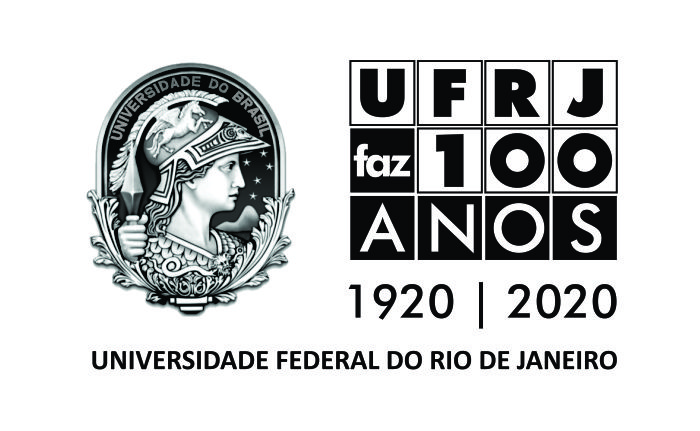 UNIVERSIDADE DO BRASIL
UFRJ
faz 100
ANOS
1920 | 2020
UNIVERSIDADE FEDERAL DO RIO DE JANEIRO